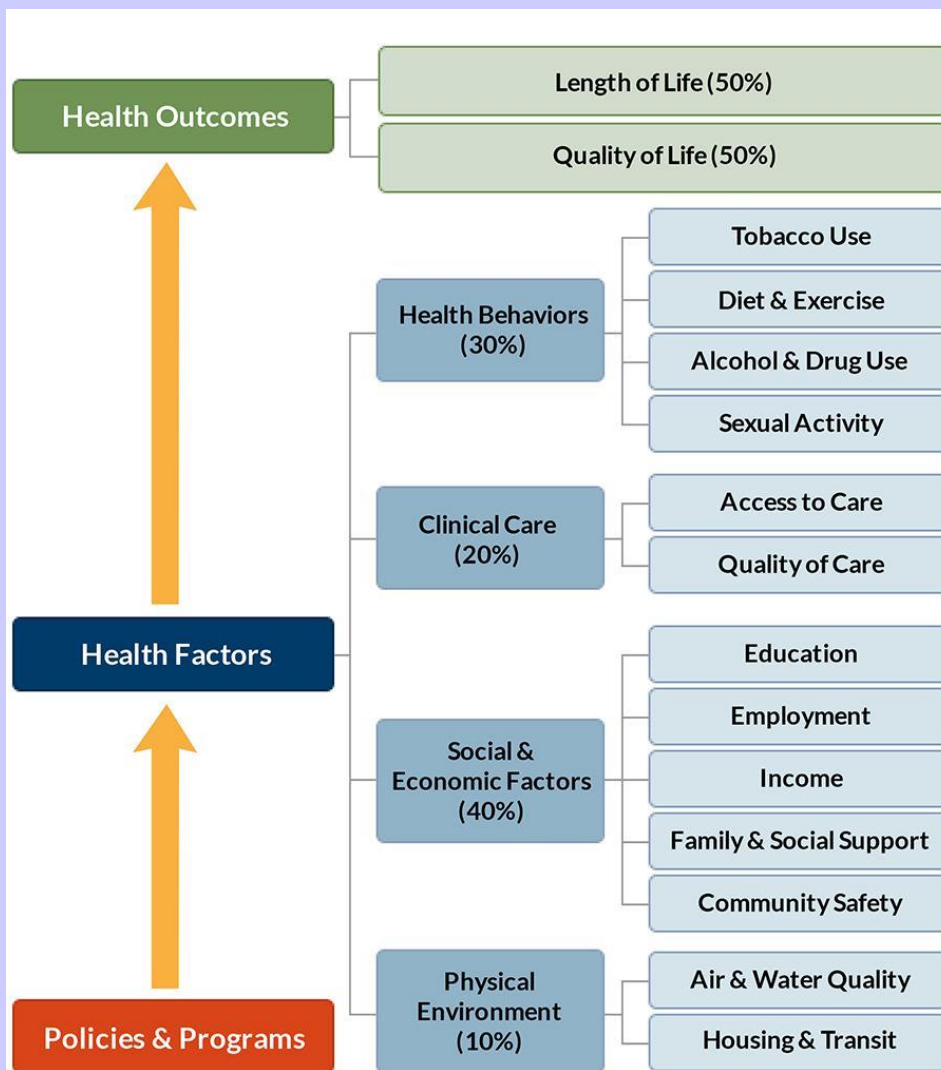 Health Outcomes
Length of Life (50%)
Quality of Life (50%)
Health Factors
Health Behaviors
(30%)
Tobacco Use
Diet & Exercise
Alcohol & Drug Use
Sexual Activity
Clinical Care
(20%)
Access to Care
Quality of Care
Social &
Economic Factors
(40%)
Education
Employment
Income
Family & Social Support
Community Safety
Physical
Environment
(10%)
Air & Water Quality
Housing & Transit
Policies & Programs